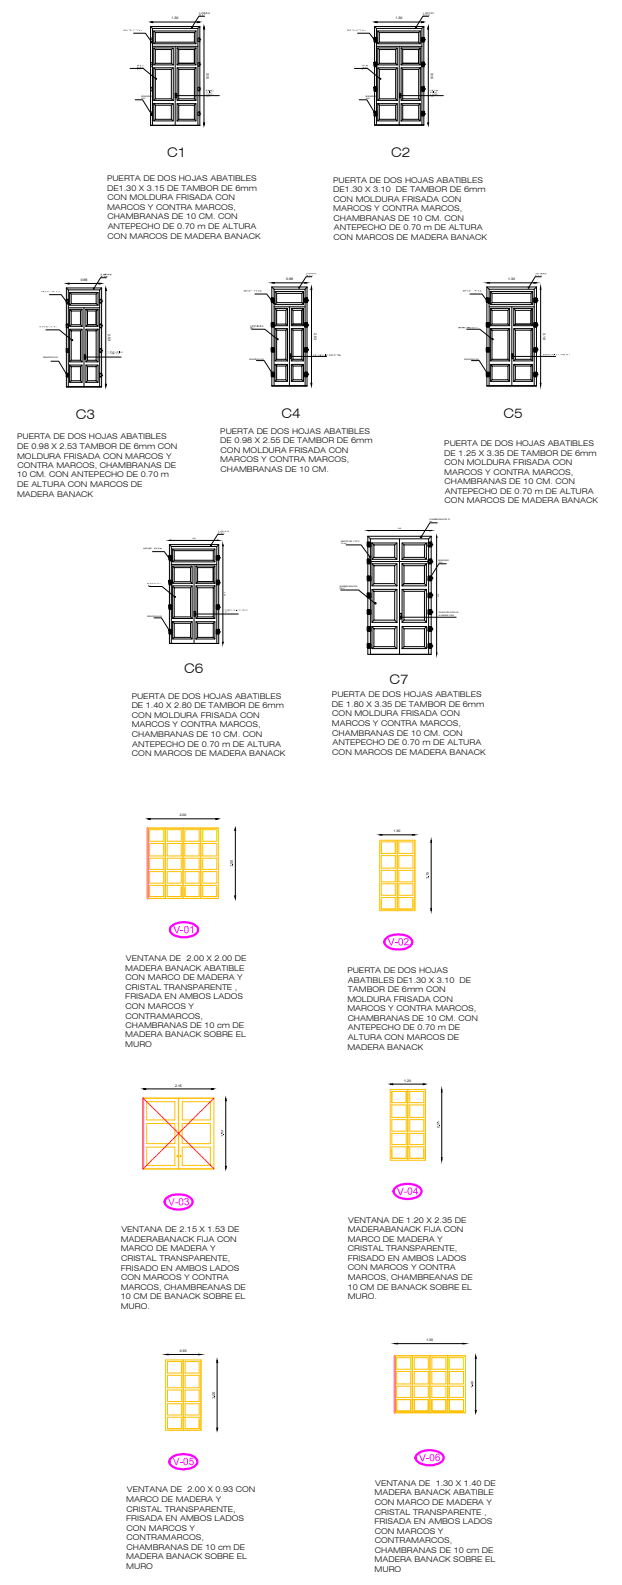 1.30
1.30
C1
C2
PUERTA DE DOS HOJAS ABATIBLES
DE1.30 X 3.15 DE TAMBOR DE 6mm
CON MOLDURA FRISADA CON
MARCOS Y CONTRA MARCOS,
CHAMBRANAS DE 10 CM. CON
ANTEPECHO DE 0.70 m DE ALTURA
CON MARCOS DE MADERA BANACK
PUERTA DE DOS HOJAS ABATIBLES
DE1.30 X 3.10 DE TAMBOR DE 6mm
CON MOLDURA FRISADA CON
MARCOS Y CONTRA MARCOS,
CHAMBRANAS DE 10 CM. CON
ANTEPECHO DE 0.70 m DE ALTURA
CON MARCOS DE MADERA BANACK
0.98
0.98
1.30
C3
C4
C5
PUERTA DE DOS HOJAS ABATIBLES
DE 0.98 X 2.53 TAMBOR DE 6mm CON
MOLDURA FRISADA CON MARCOS Y
CONTRA MARCOS, CHAMBRANAS DE
10 CM. CON ANTEPECHO DE 0.70 m
DE ALTURA CON MARCOS DE
MADERA BANACK
PUERTA DE DOS HOJAS ABATIBLES
DE 0.98 X 2.55 DE TAMBOR DE 6mm
CON MOLDURA FRISADA CON
MARCOS Y CONTRA MARCOS,
CHAMBRANAS DE 10 CM.
PUERTA DE DOS HOJAS ABATIBLES
DE 1.25 X 3.35 DE TAMBOR DE 6mm
CON MOLDURA FRISADA CON
MARCOS Y CONTRA MARCOS,
CHAMBRANAS DE 10 CM. CON
ANTEPECHO DE 0.70 m DE ALTURA
CON MARCOS DE MADERA BANACK
C6
C7
PUERTA DE DOS HOJAS ABATIBLES
DE 1.40 X 2.80 DE TAMBOR DE 6mm
CON MOLDURA FRISADA CON
MARCOS Y CONTRA MARCOS,
CHAMBRANAS DE 10 CM. CON
ANTEPECHO DE 0.70 m DE ALTURA
CON MARCOS DE MADERA BANACK
PUERTA DE DOS HOJAS ABATIBLES
DE 1.80 X 3.35 DE TAMBOR DE 6mm
CON MOLDURA FRISADA CON
MARCOS Y CONTRA MARCOS,
CHAMBRANAS DE 10 CM. CON
ANTEPECHO DE 0.70 m DE ALTURA
CON MARCOS DE MADERA BANACK
2.00
1.30
V-01
V-02
VENTANA DE 2.00 X 2.00 DE
MADERA BANACK ABATIBLE
CON MARCO DE MADERA Y
CRISTAL TRANSPARENTE ,
FRISADA EN AMBOS LADOS
CON MARCOS Y
CONTRAMARCOS,
CHAMBRANAS DE 10 cm DE
MADERA BANACK SOBRE EL
MURO
PUERTA DE DOS HOJAS
ABATIBLES DE1.30 X 3.10 DE
TAMBOR DE 6mm CON
MOLDURA FRISADA CON
MARCOS Y CONTRA MARCOS,
CHAMBRANAS DE 10 CM. CON
ANTEPECHO DE 0.70 m DE
ALTURA CON MARCOS DE
MADERA BANACK
2.15
1.20
V-03
V-04
VENTANA DE 2.15 X 1.53 DE
MADERABANACK FIJA CON
MARCO DE MADERA Y
CRISTAL TRANSPARENTE,
FRISADO EN AMBOS LADOS
CON MARCOS Y CONTRA
MARCOS, CHAMBREANAS DE
10 CM DE BANACK SOBRE EL
MURO.
VENTANA DE 1.20 X 2.35 DE
MADERABANACK FIJA CON
MARCO DE MADERA Y
CRISTAL TRANSPARENTE,
FRISADO EN AMBOS LADOS
CON MARCOS Y CONTRA
MARCOS, CHAMBREANAS DE
10 CM DE BANACK SOBRE EL
MURO.
V-05
V-06
VENTANA DE 2.00 X 0.93 CON
MARCO DE MADERA Y
CRISTAL TRANSPARENTE,
FRISADA EN AMBOS LADOS
CON MARCOS Y
CONTRAMARCOS,
CHAMBRANAS DE 10 cm DE
MADERA BANACK SOBRE EL
MURO
VENTANA DE 1.30 X 1.40 DE
MADERA BANACK ABATIBLE
CON MARCO DE MADERA Y
CRISTAL TRANSPARENTE ,
FRISADA EN AMBOS LADOS
CON MARCOS Y
CONTRAMARCOS,
CHAMBRANAS DE 10 cm DE
MADERA BANACK SOBRE EL
MURO